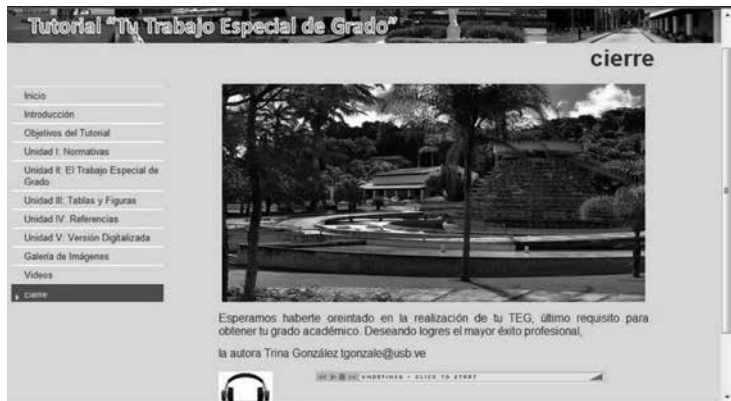 Tutorial "Tu Trabajo Especial de Grado"
cierre
Inicio
Introducción
Objetivos del Tutorial
Unidad I: Normativas
Unidad II: El Trabajo Especial de
Grado
Unidad III: Tablas y Figuras
Unidad IV: Referencias
Unidad V: Versión Digitalizada
Galería de Imágenes
Videos
cierre
Esperamos haberte oreintado en la realización de tu TEG, último requisito para
obtener tu grado académico. Deseando logres el mayor éxito profesional,
la autora Trina González tgonzale@usb.ve
UNDEFINED - CLICK TO START